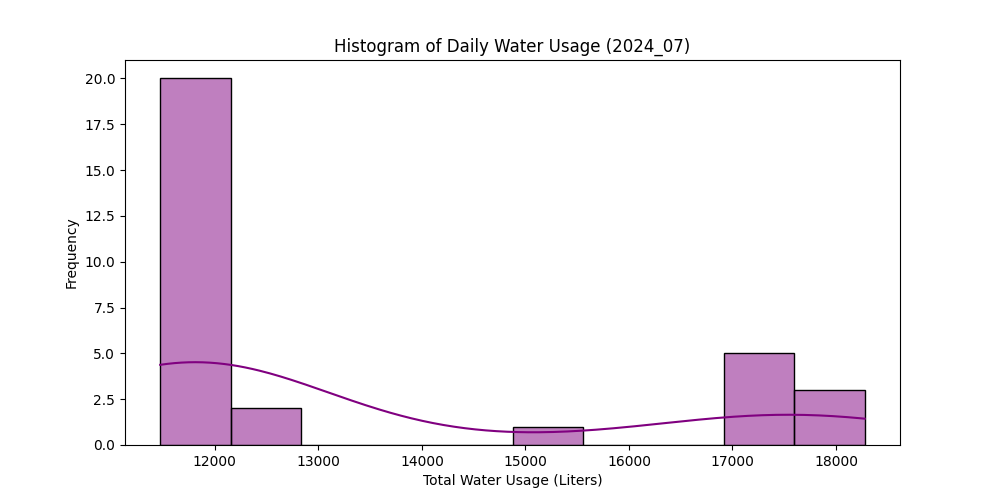 Histogram of Daily Water Usage (2024_07)
20.0
17.5
15.0
12.5
10.0
7.5
5.0
2.5
0.0
Frequency
12000 13000 14000 15000 16000 17000 18000
Total Water Usage (Liters)